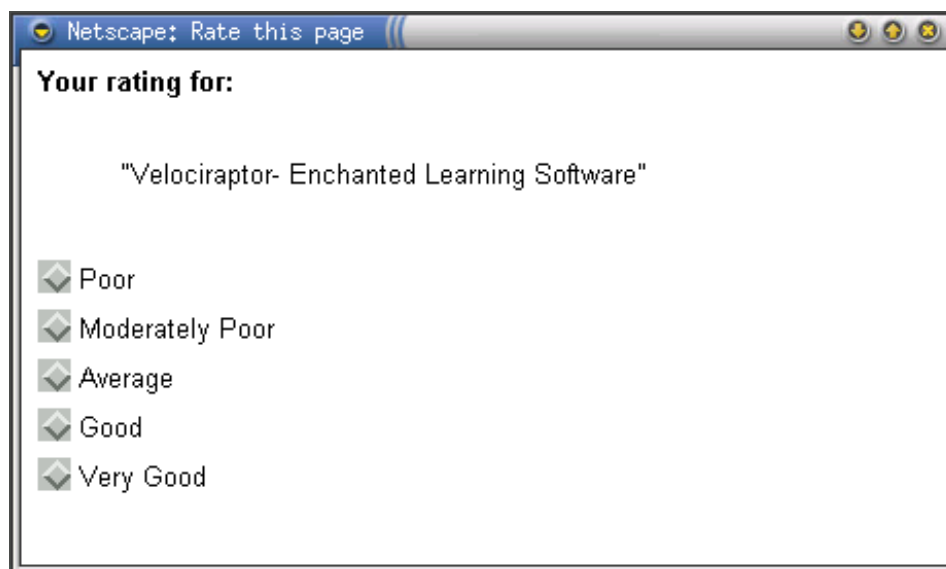 Netscape: Rate this page
Your rating for:
"Velociraptor- Enchanted Learning Software"
Poor
Moderately Poor
Average
Good
Very Good